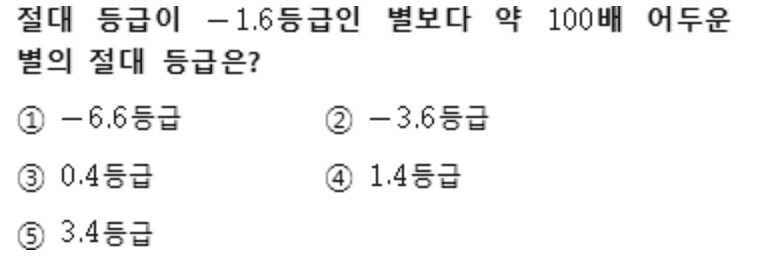 절대 등급이 －1.6등급인 별보다 약 100배 어두운
별의 절대 등급은?
① －6.6등급 ② －3.6등급
③ 0.4등급 ④ 1.4등급
⑤ 3.4등급